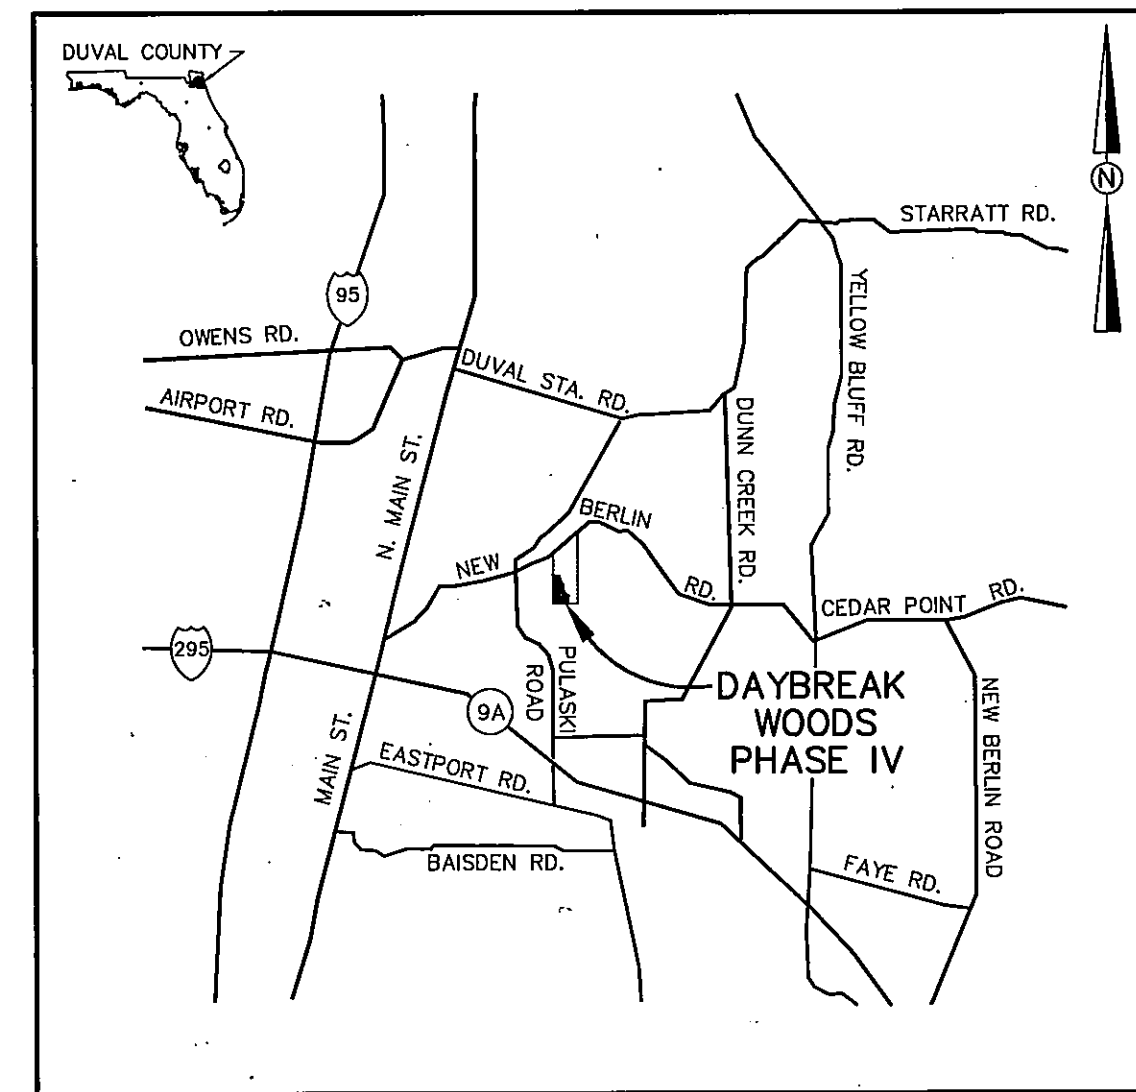 DUVAL COUNTY
N
STARRATT RD.
95
OWENS RD.
YELLOW BLUFF RD.
DUVAL STA. RD.
AIRPORT RD.
DUNN CREEK RD.
N. MAIN ST.
NEW BERLIN RD.
CEDAR POINT RD.
295
PULASKI
ROAD
DAYBREAK
WOODS
PHASE IV
9A
NEW BERLIN ROAD
MAIN ST.
EASTPORT RD.
BAISDEN RD.
FAYE RD.